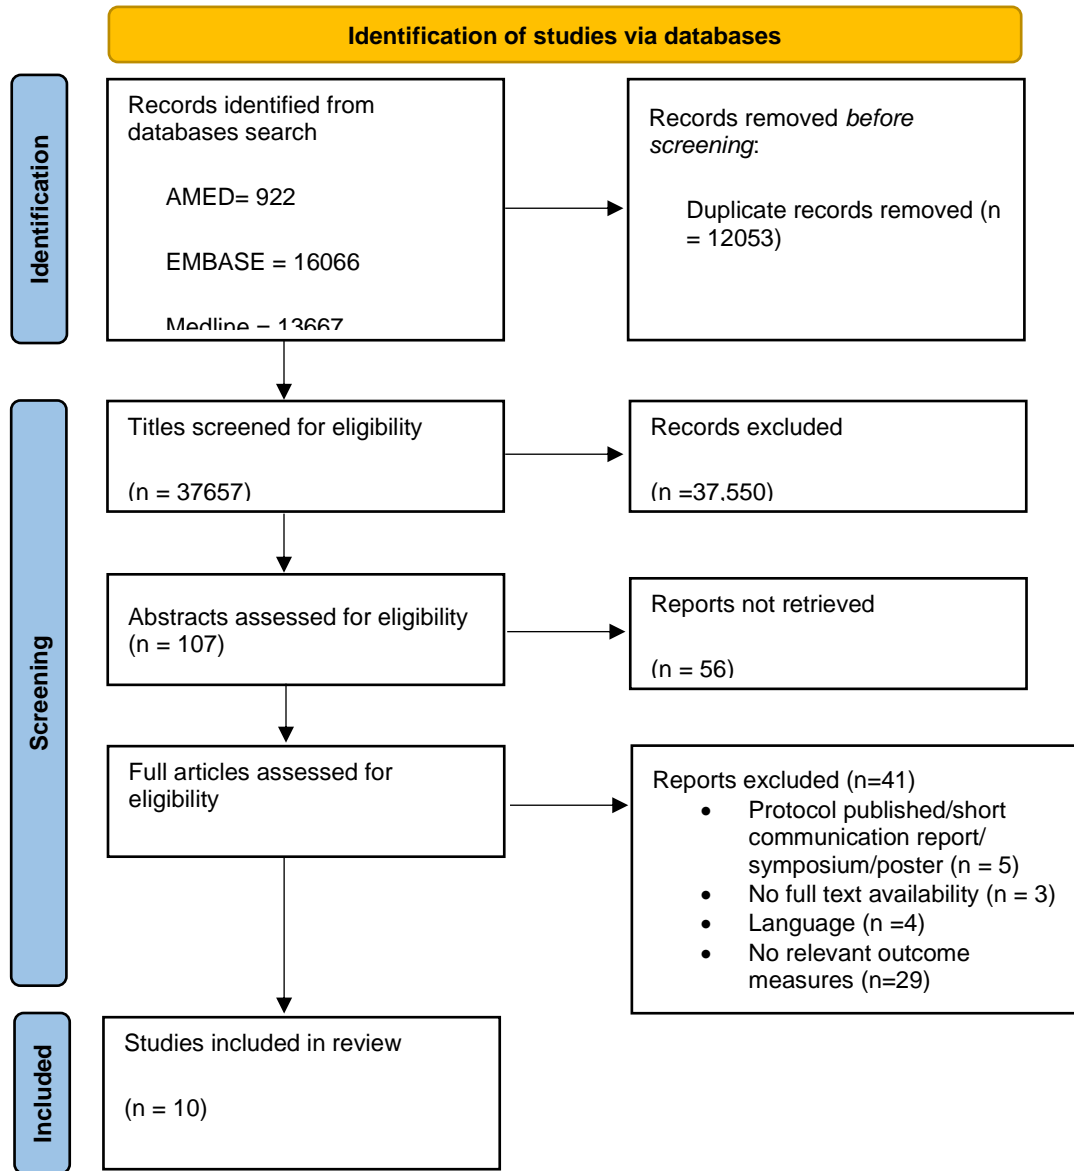 Identification of studies via databases
Identification
Records identified from
databases search
AMED= 922
EMBASE = 16066
Medline = 13667
Records removed before
screening:
Duplicate records removed (n
= 12053)
Screening
Titles screened for eligibility
(n = 37657)
Records excluded
(n =37,550)
Abstracts assessed for eligibility
(n = 107)
Reports not retrieved
(n = 56)
Full articles assessed for
eligibility
Reports excluded (n=41)
• Protocol published/short
communication report/
symposium/poster (n = 5)
• No full text availability (n = 3)
• Language (n =4)
• No relevant outcome
measures (n=29)
Included
Studies included in review
(n = 10)